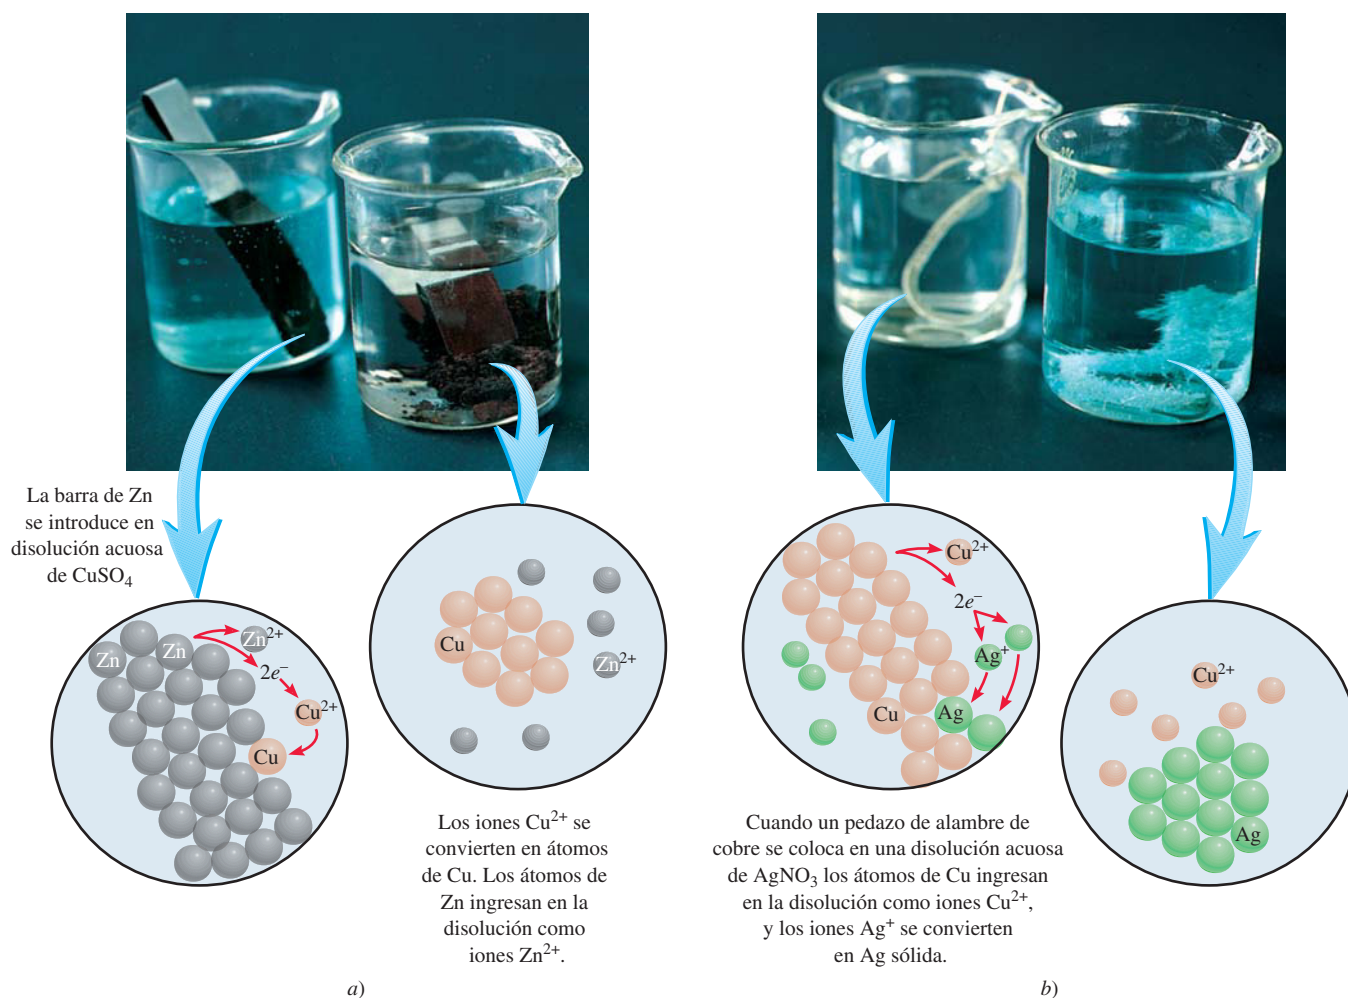 La barra de Zn
se introduce en
disolución acuosa
de CuSO₄
Zn
Zn
Zn²⁺
2e⁻
Cu²⁺
Cu
Cu
Zn²⁺
Los iones Cu²⁺ se
convierten en átomos
de Cu. Los átomos de
Zn ingresan en la
disolución como
iones Zn²⁺.
a)
Cu²⁺
2e⁻
Ag⁺
Cu
Ag
Cu²⁺
Ag
Cuando un pedazo de alambre de
cobre se coloca en una disolución acuosa
de AgNO₃ los átomos de Cu ingresan
en la disolución como iones Cu²⁺,
y los iones Ag⁺ se convierten
en Ag sólida.
b)